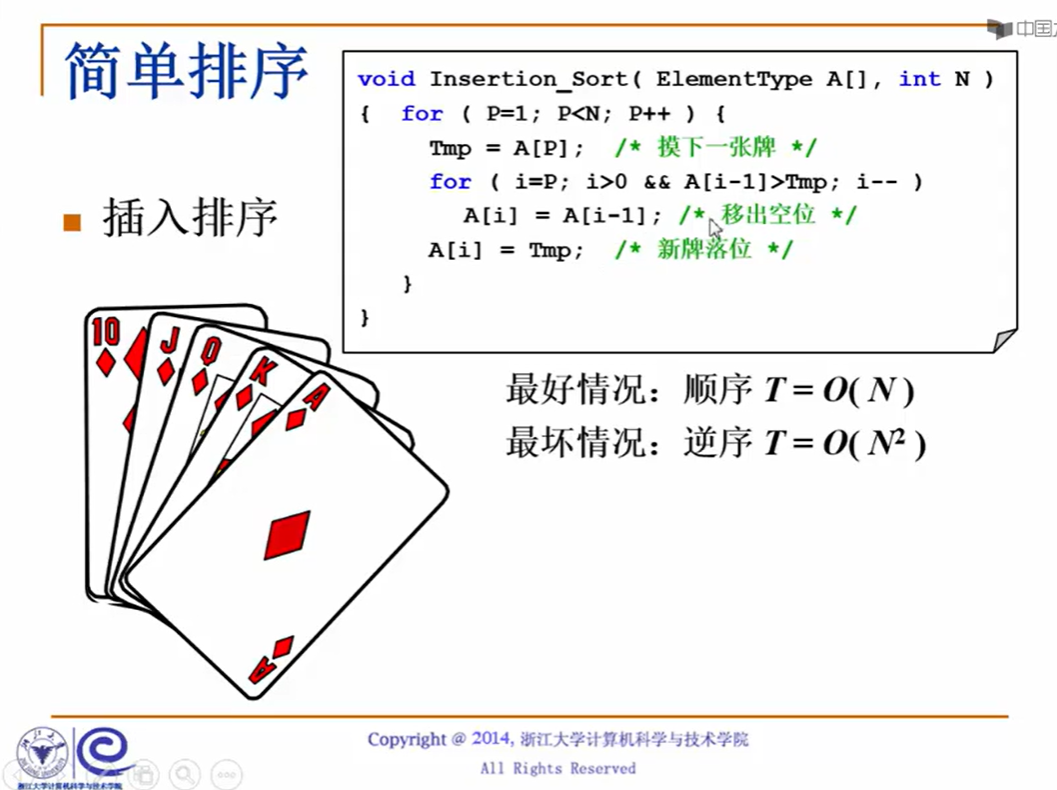 中国
简单排序
void Insertion_Sort( ElementType A[], int N )
{ for ( P=1; P<N; P++ ) {
Tmp = A[P]; /* 摸下一张牌 */
for ( i=P; i>0 && A[i-1]>Tmp; i-- )
A[i] = A[i-1]; /* 移出空位 */
A[i] = Tmp; /* 新牌落位 */
}
}
■ 插入排序
10 J Q K A
A
最好情况：顺序 T = O( N )
最坏情况：逆序 T = O( N² )
Copyright @ 2014, 浙江大学计算机科学与技术学院
All Rights Reserved
浙江大学计算机科学与技术学院